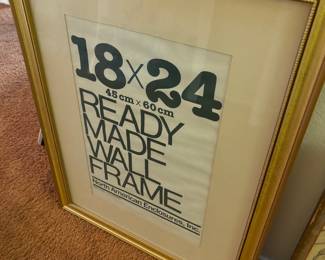 18x24
45cm x 60cm
READY
MADE
WALL
FRAME
North American Enclosures, Inc.